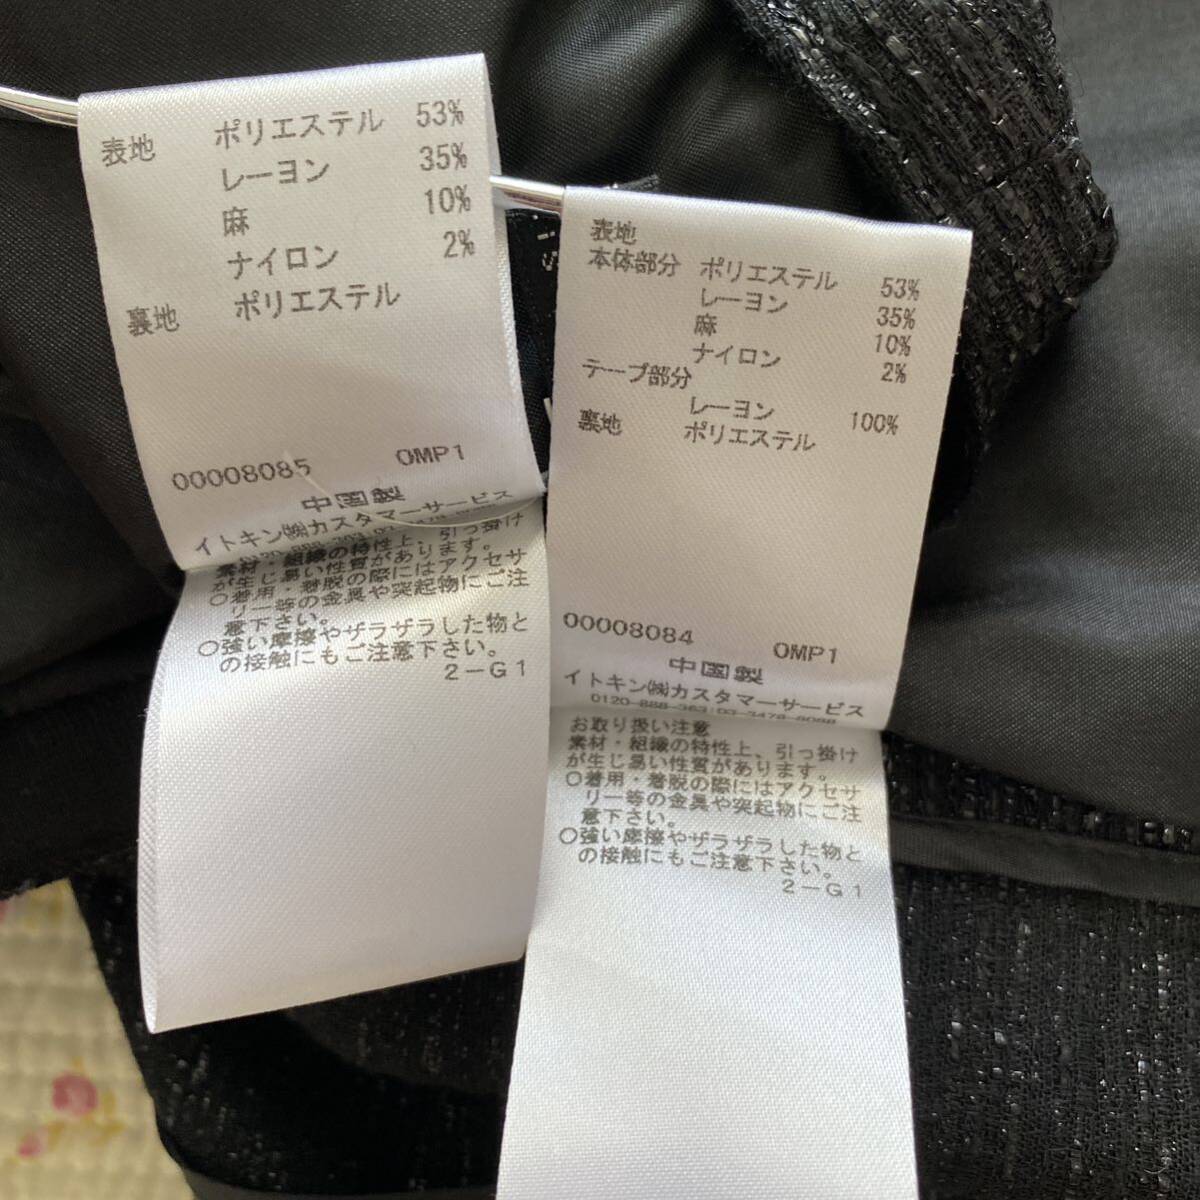 表地 ポリエステル 53%
レーヨン 35%
麻 10%
ナイロン 2%
裏地 ポリエステル
00008085 OMP1
中国製
イトキン㈱カスタマーサービス
素材・組織の特性上、引っ掛け
が生じ易い性質があります。
○着用・着脱の際にはアクセサ
リー等の金具や突起物にご注
意下さい。
○強い摩擦やザラザラした物と
の接触にもご注意下さい。
2-G1
表地
本体部分 ポリエステル 53%
レーヨン 35%
麻 10%
ナイロン 2%
テープ部分
レーヨン 100%
裏地 ポリエステル
00008084 OMP1
中国製
イトキン㈱カスタマーサービス
0120-888-363/03-3478-8088
お取り扱い注意
素材・組織の特性上、引っ掛け
が生じ易い性質があります。
○着用・着脱の際にはアクセサ
リー等の金具や突起物にご注
意下さい。
○強い摩擦やザラザラした物と
の接触にもご注意下さい。
2-G1